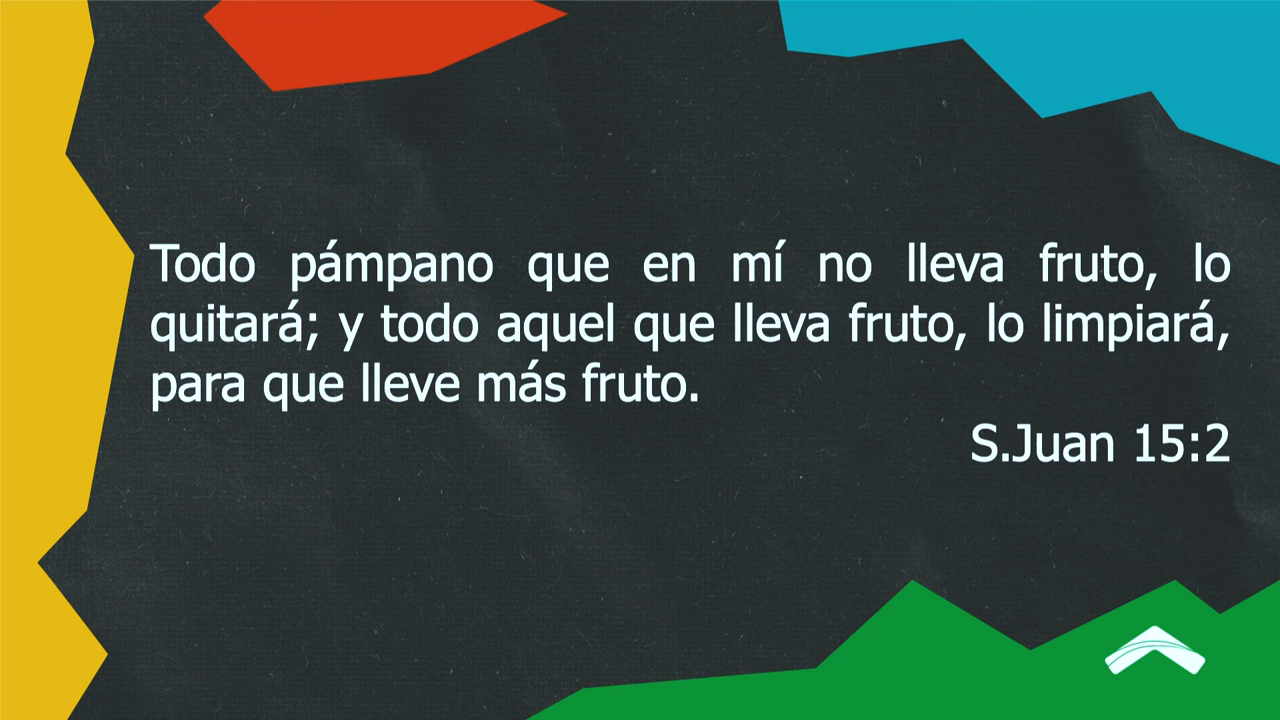 Todo pámpano que en mí no lleva fruto, lo
quitará; y todo aquel que lleva fruto, lo limpiará,
para que lleve más fruto.
S.Juan 15:2